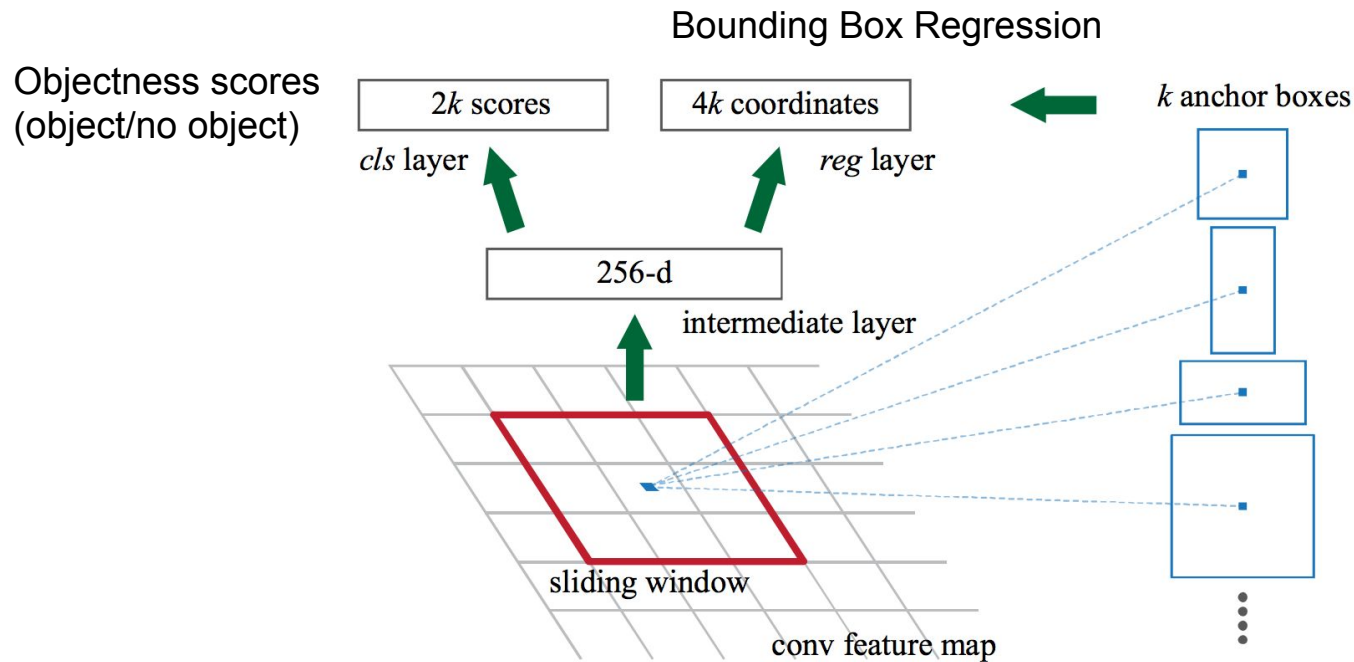 Bounding Box Regression
Objectness scores
(object/no object)
2k scores
4k coordinates
k anchor boxes
cls layer
reg layer
256-d
intermediate layer
sliding window
conv feature map